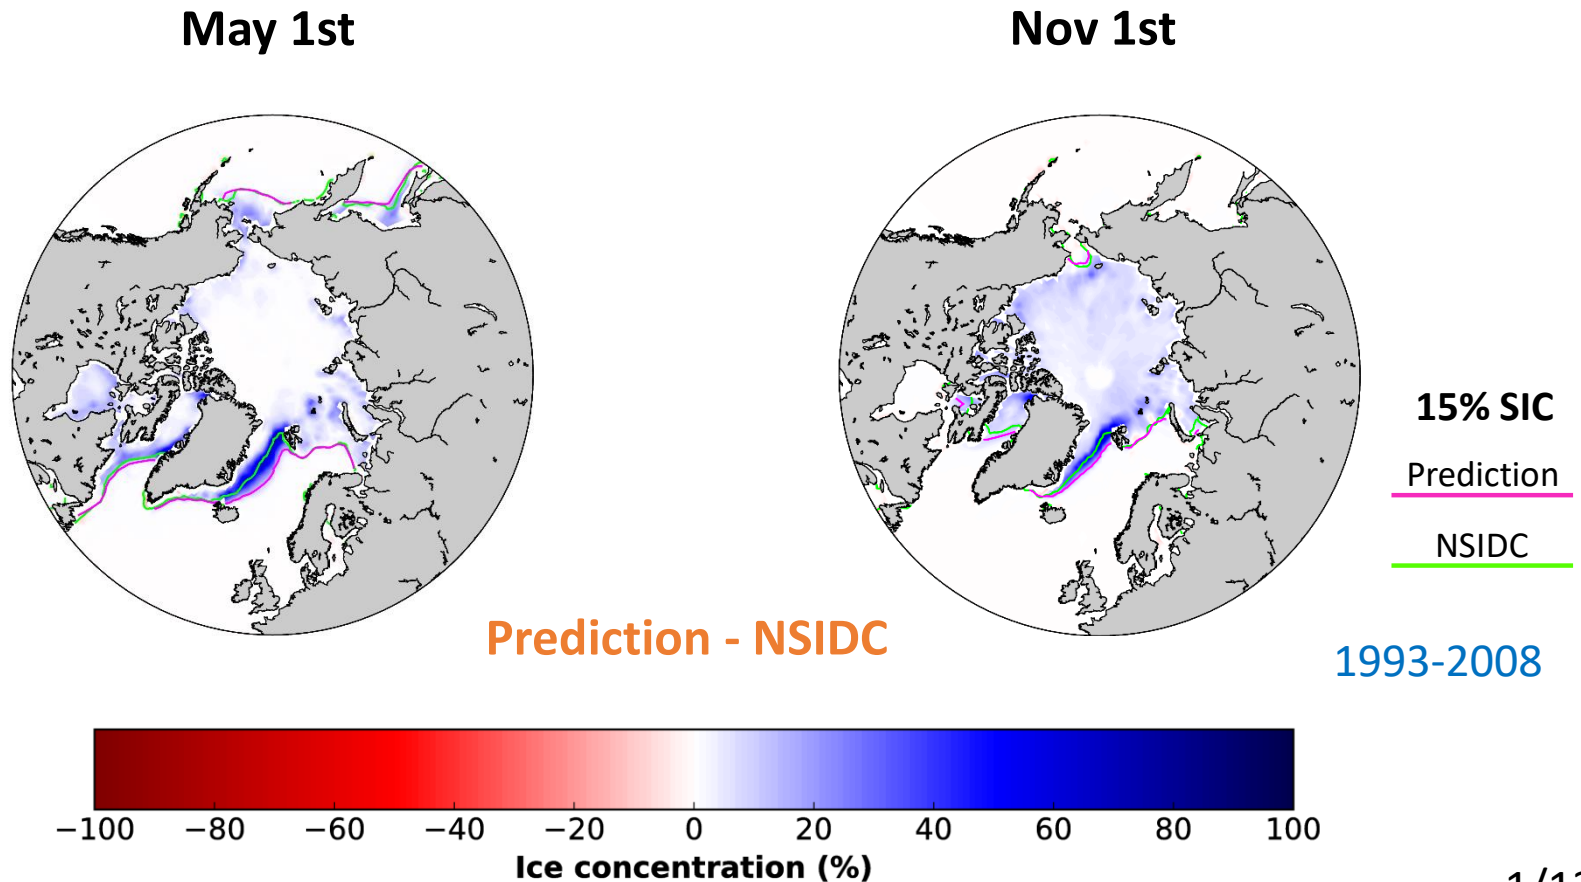 May 1st
Nov 1st
15% SIC
Prediction
NSIDC
Prediction - NSIDC
1993-2008
−100 −80 −60 −40 −20 0 20 40 60 80 100
Ice concentration (%)